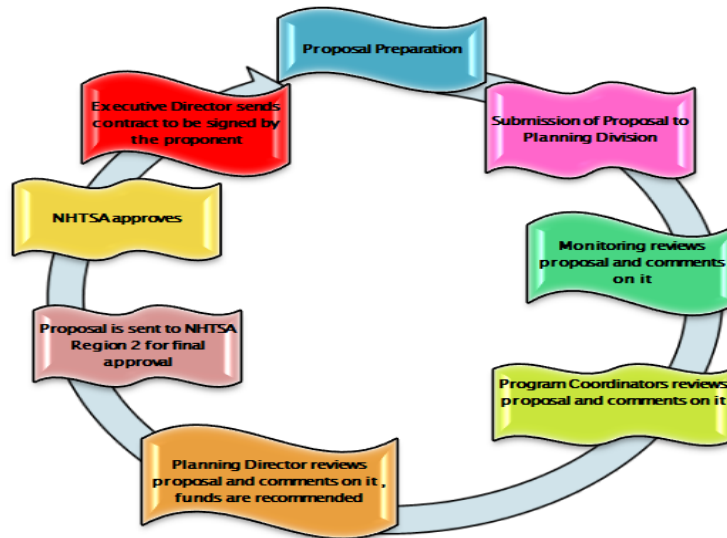 Proposal Preparation
Submission of Proposal to
Planning Division
Monitoring reviews
proposal and comments
on it
Program Coordinators reviews
proposal and comments on it
Planning Director reviews
proposal and comments on it ,
funds are recommended
Proposal is sent to NHTSA
Region 2 for final
approval
NHTSA approves
Executive Director sends
contract to be signed by
the proponent